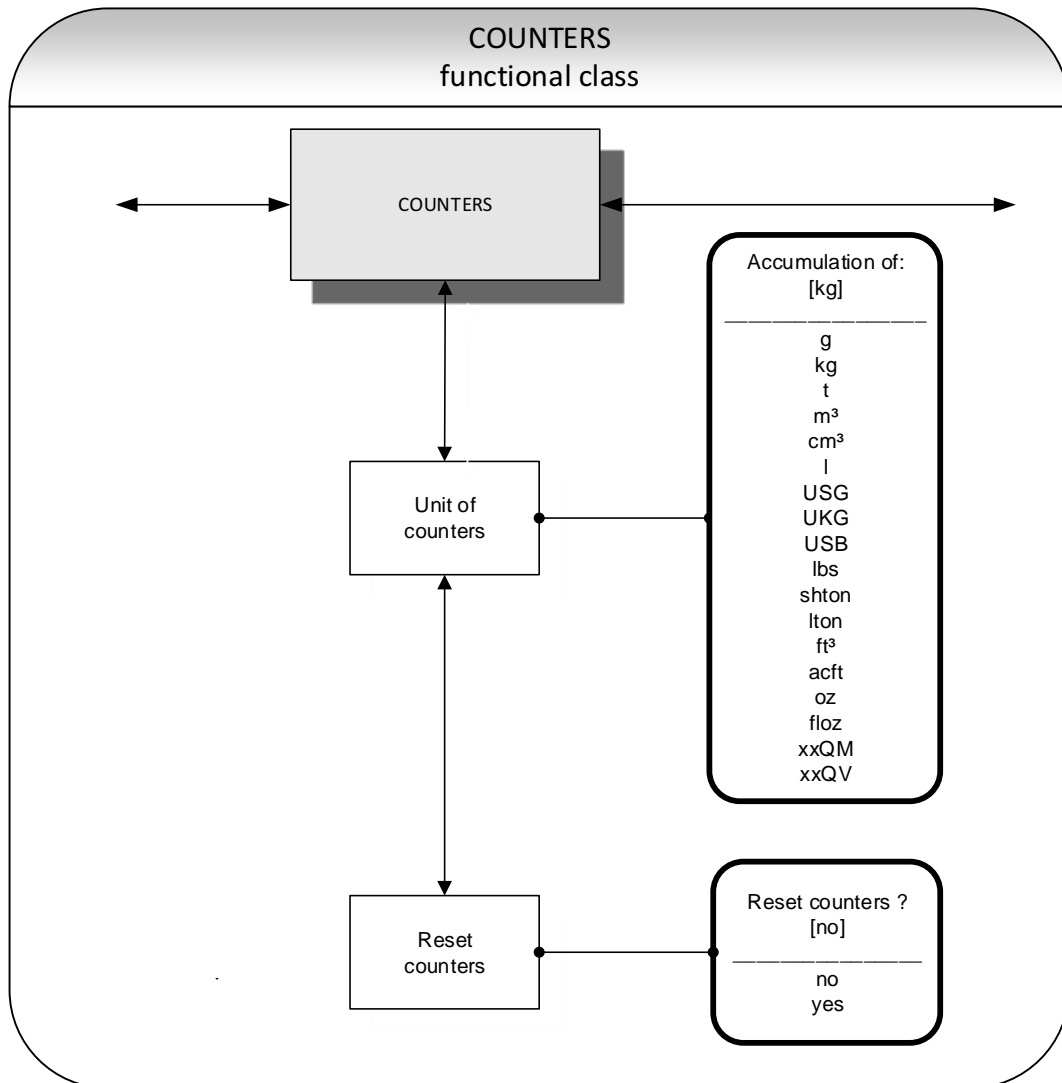 COUNTERS
functional class
COUNTERS
Accumulation of:
[kg]
g
kg
t
m³
cm³
l
USG
UKG
USB
lbs
shton
lton
ft³
acft
oz
floz
xxQM
xxQV
Unit of
counters
Reset counters ?
[no]
no
yes
Reset
counters